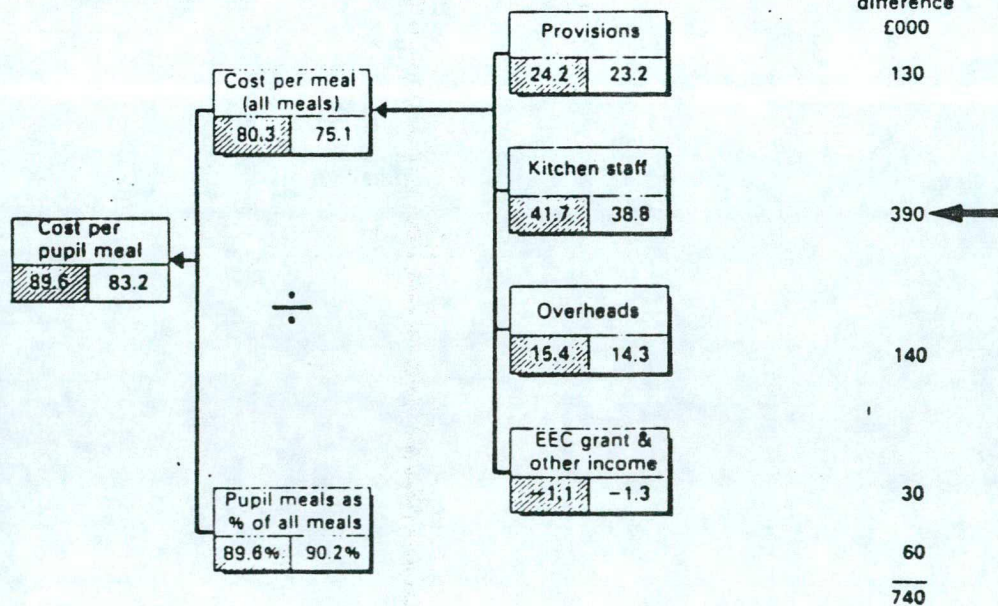 difference
£000
Provisions
24.2 23.2
130
Cost per meal
(all meals)
80.3 75.1
Kitchen staff
41.7 38.8
390
Cost per
pupil meal
89.6 83.2
÷
Overheads
15.4 14.3
140
EEC grant &
other income
-1.1 -1.3
30
Pupil meals as
% of all meals
89.6% 90.2%
60
740